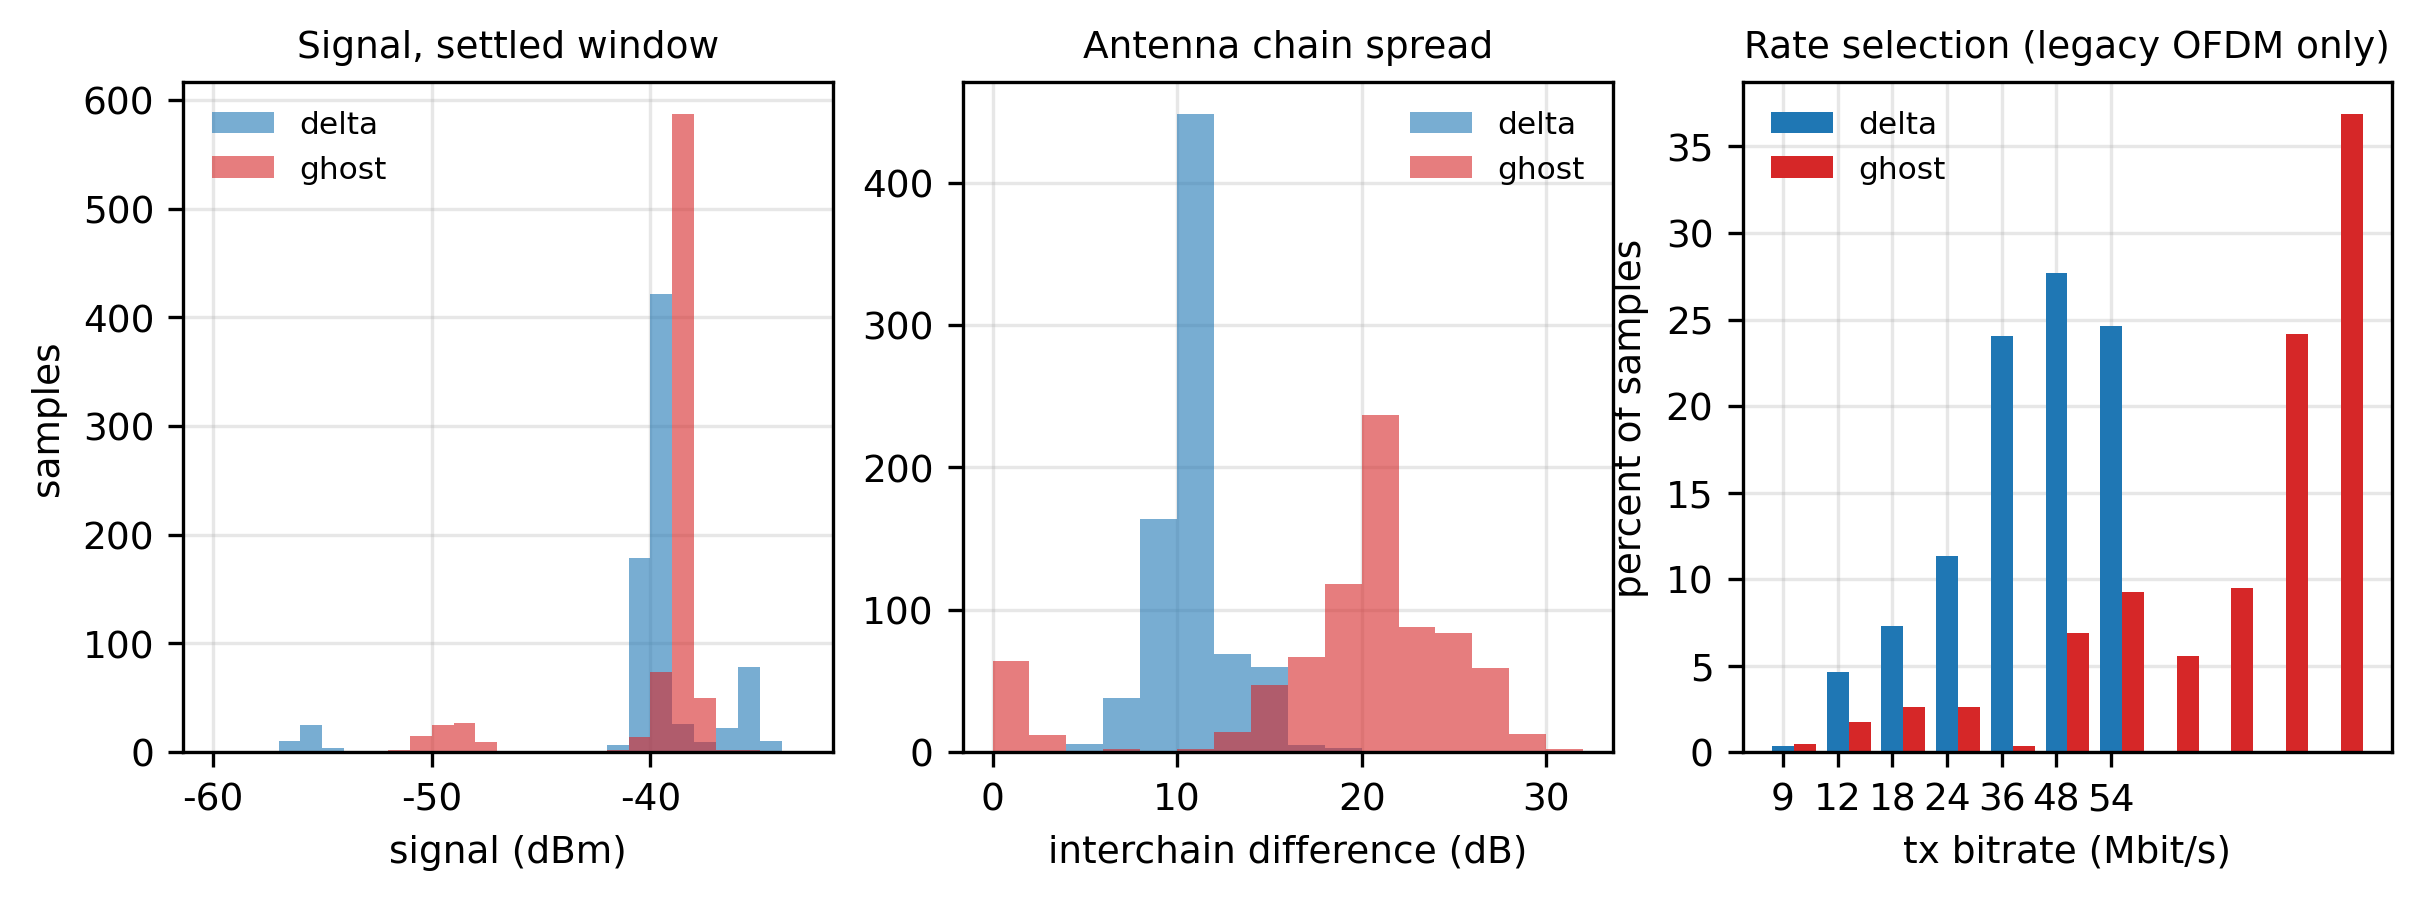 Signal, settled window
600
500
400
300
200
100
0
samples
-60
-50
-40
signal (dBm)
delta
ghost
Antenna chain spread
400
300
200
100
0
0
10
20
30
interchain difference (dB)
delta
ghost
Rate selection (legacy OFDM only)
35
30
25
20
15
10
5
0
percent of samples
9
12
18
24
36
48
54
tx bitrate (Mbit/s)
delta
ghost